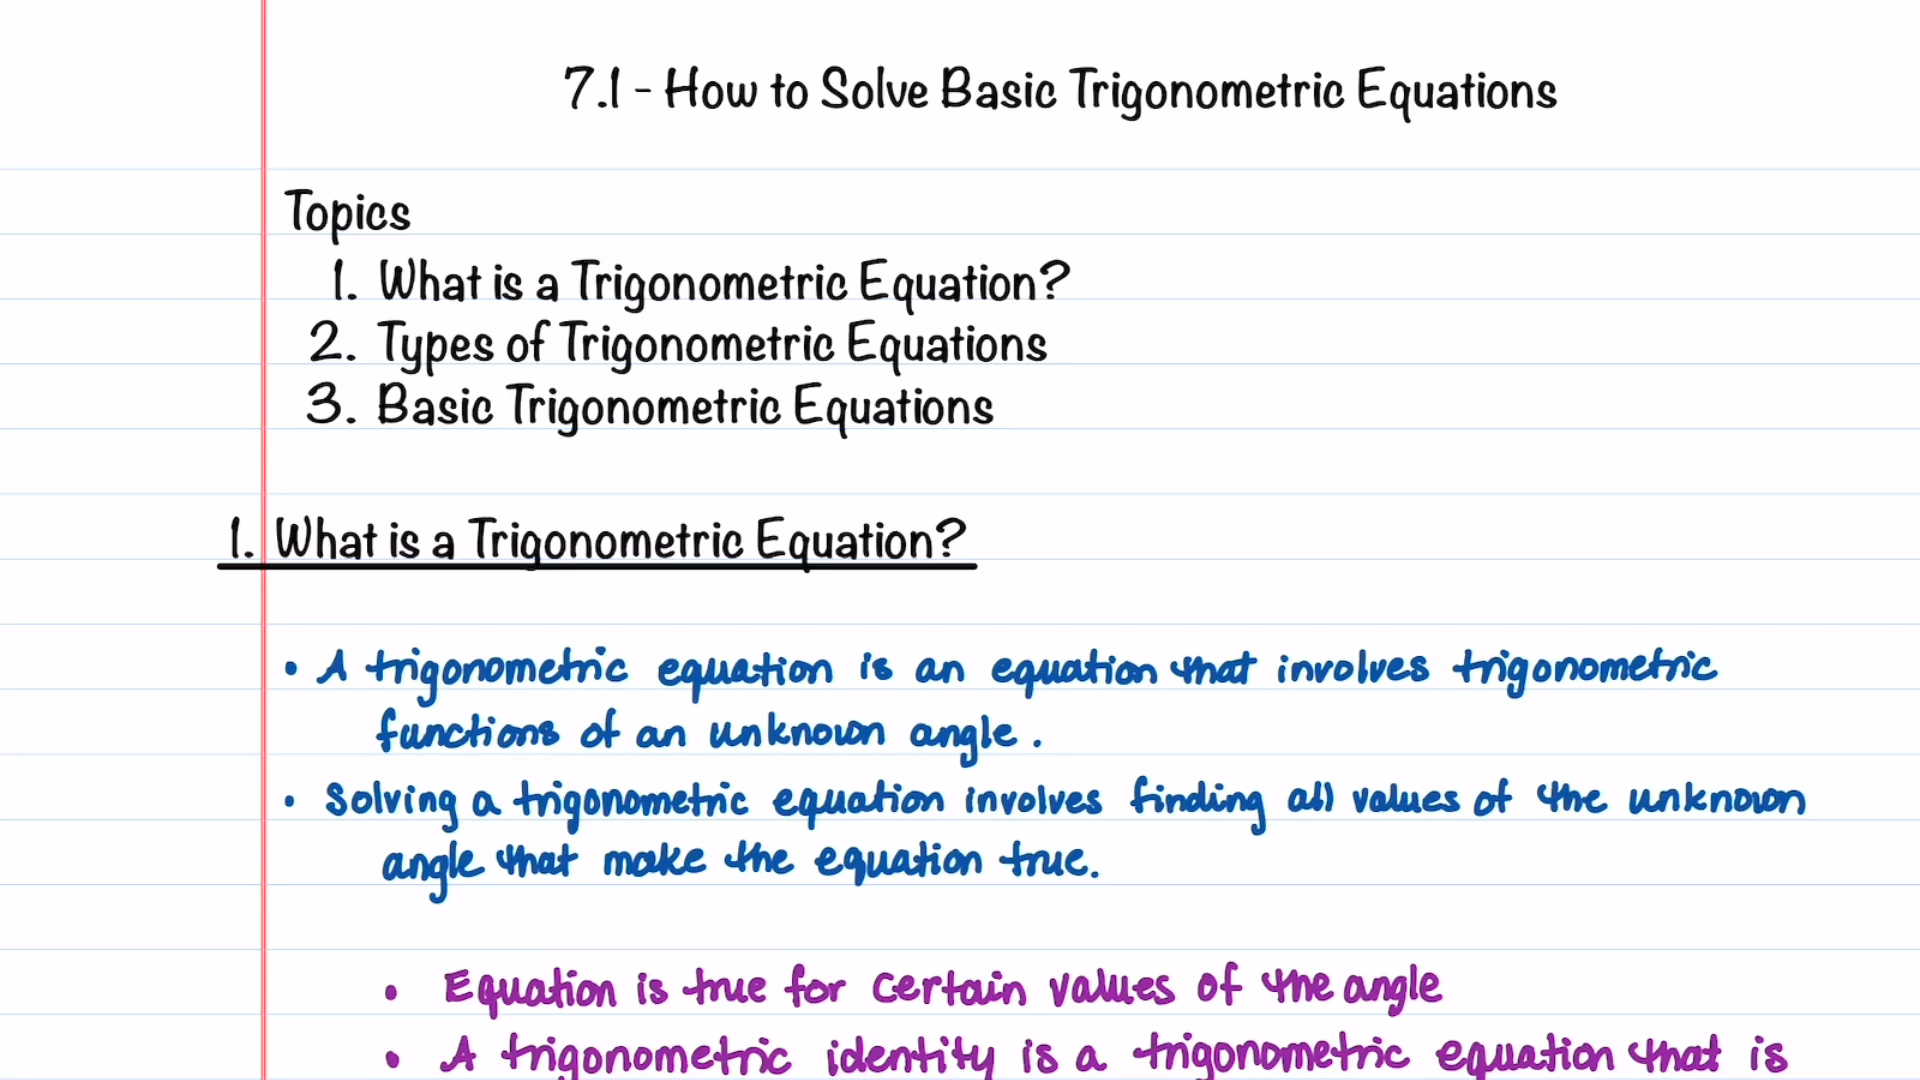 7.1 - How to Solve Basic Trigonometric Equations
Topics
1. What is a Trigonometric Equation?
2. Types of Trigonometric Equations
3. Basic Trigonometric Equations
1. What is a Trigonometric Equation?
• A trigonometric equation is an equation that involves trigonometric
functions of an unknown angle.
• Solving a trigonometric equation involves finding all values of the unknown
angle that make the equation true.
• Equation is true for certain values of the angle
• A trigonometric identity is a trigonometric equation that is